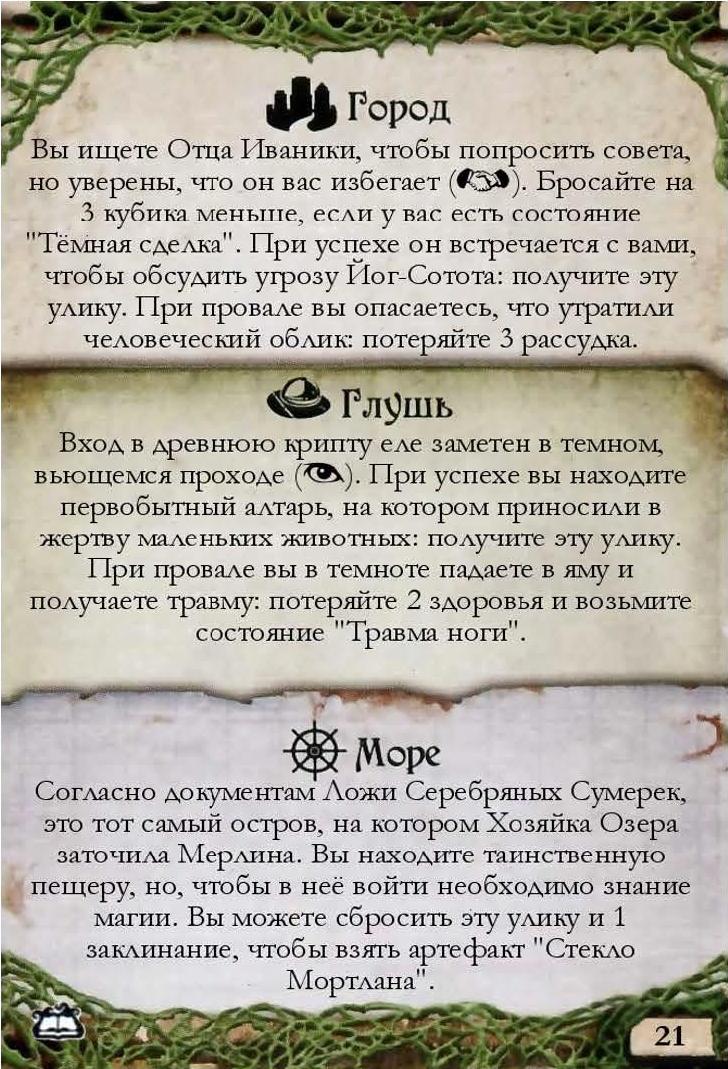 Город
Вы ищете Отца Иваники, чтобы попросить совета,
но уверены, что он вас избегает (). Бросайте на
3 кубика меньше, если у вас есть состояние
"Тёмная сделка". При успехе он встречается с вами,
чтобы обсудить угрозу Йог-Сотота: получите эту
улику. При провале вы опасаетесь, что утратили
человеческий облик: потеряйте 3 рассудка.
Глушь
Вход в древнюю крипту еле заметен в темном,
вьющемся проходе (). При успехе вы находите
первобытный алтарь, на котором приносили в
жертву маленьких животных: получите эту улику.
При провале вы в темноте падаете в яму и
получаете травму: потеряйте 2 здоровья и возьмите
состояние "Травма ноги".
Море
Согласно документам Ложи Серебряных Сумерек,
это тот самый остров, на котором Хозяйка Озера
заточила Мерлина. Вы находите таинственную
пещеру, но, чтобы в неё войти необходимо знание
магии. Вы можете сбросить эту улику и 1
заклинание, чтобы взять артефакт "Стекло
Мортлана".
21